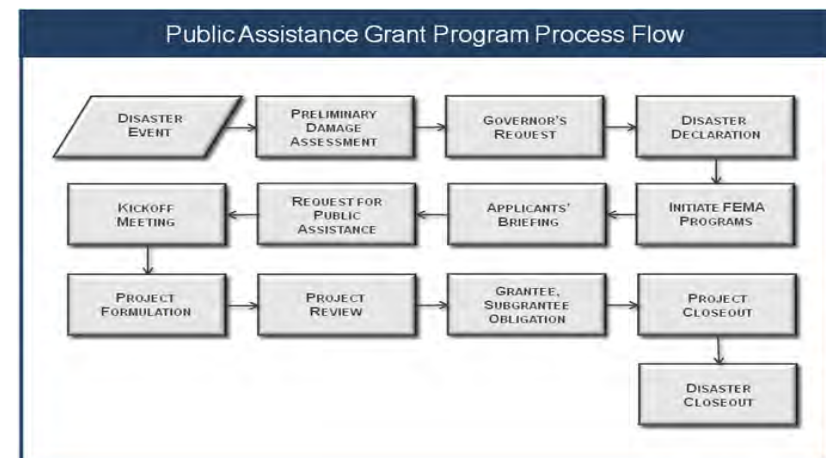 Public Assistance Grant Program Process Flow
DISASTER
EVENT
PRELIMINARY
DAMAGE
ASSESSMENT
GOVERNOR'S
REQUEST
DISASTER
DECLARATION
INITIATE FEMA
PROGRAMS
APPLICANTS'
BRIEFING
REQUEST FOR
PUBLIC
ASSISTANCE
KICKOFF
MEETING
PROJECT
FORMULATION
PROJECT
REVIEW
GRANTEE,
SUBGRANTEE
OBLIGATION
PROJECT
CLOSEOUT
DISASTER
CLOSEOUT